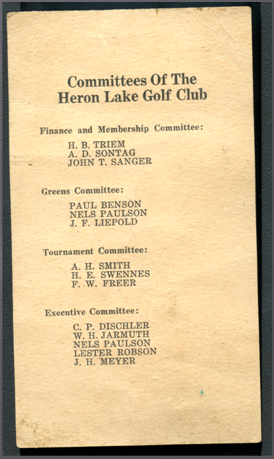 Committees Of The
Heron Lake Golf Club
Finance and Membership Committee:
H. B. TRIEM
A. D. SONTAG
JOHN T. SANGER
Greens Committee:
PAUL BENSON
NELS PAULSON
J. F. LIEPOLD
Tournament Committee:
A. H. SMITH
H. E. SWENNES
F. W. FREER
Executive Committee:
C. P. DISCHLER
W. H. JARMUTH
NELS PAULSON
LESTER ROBSON
J. H. MEYER